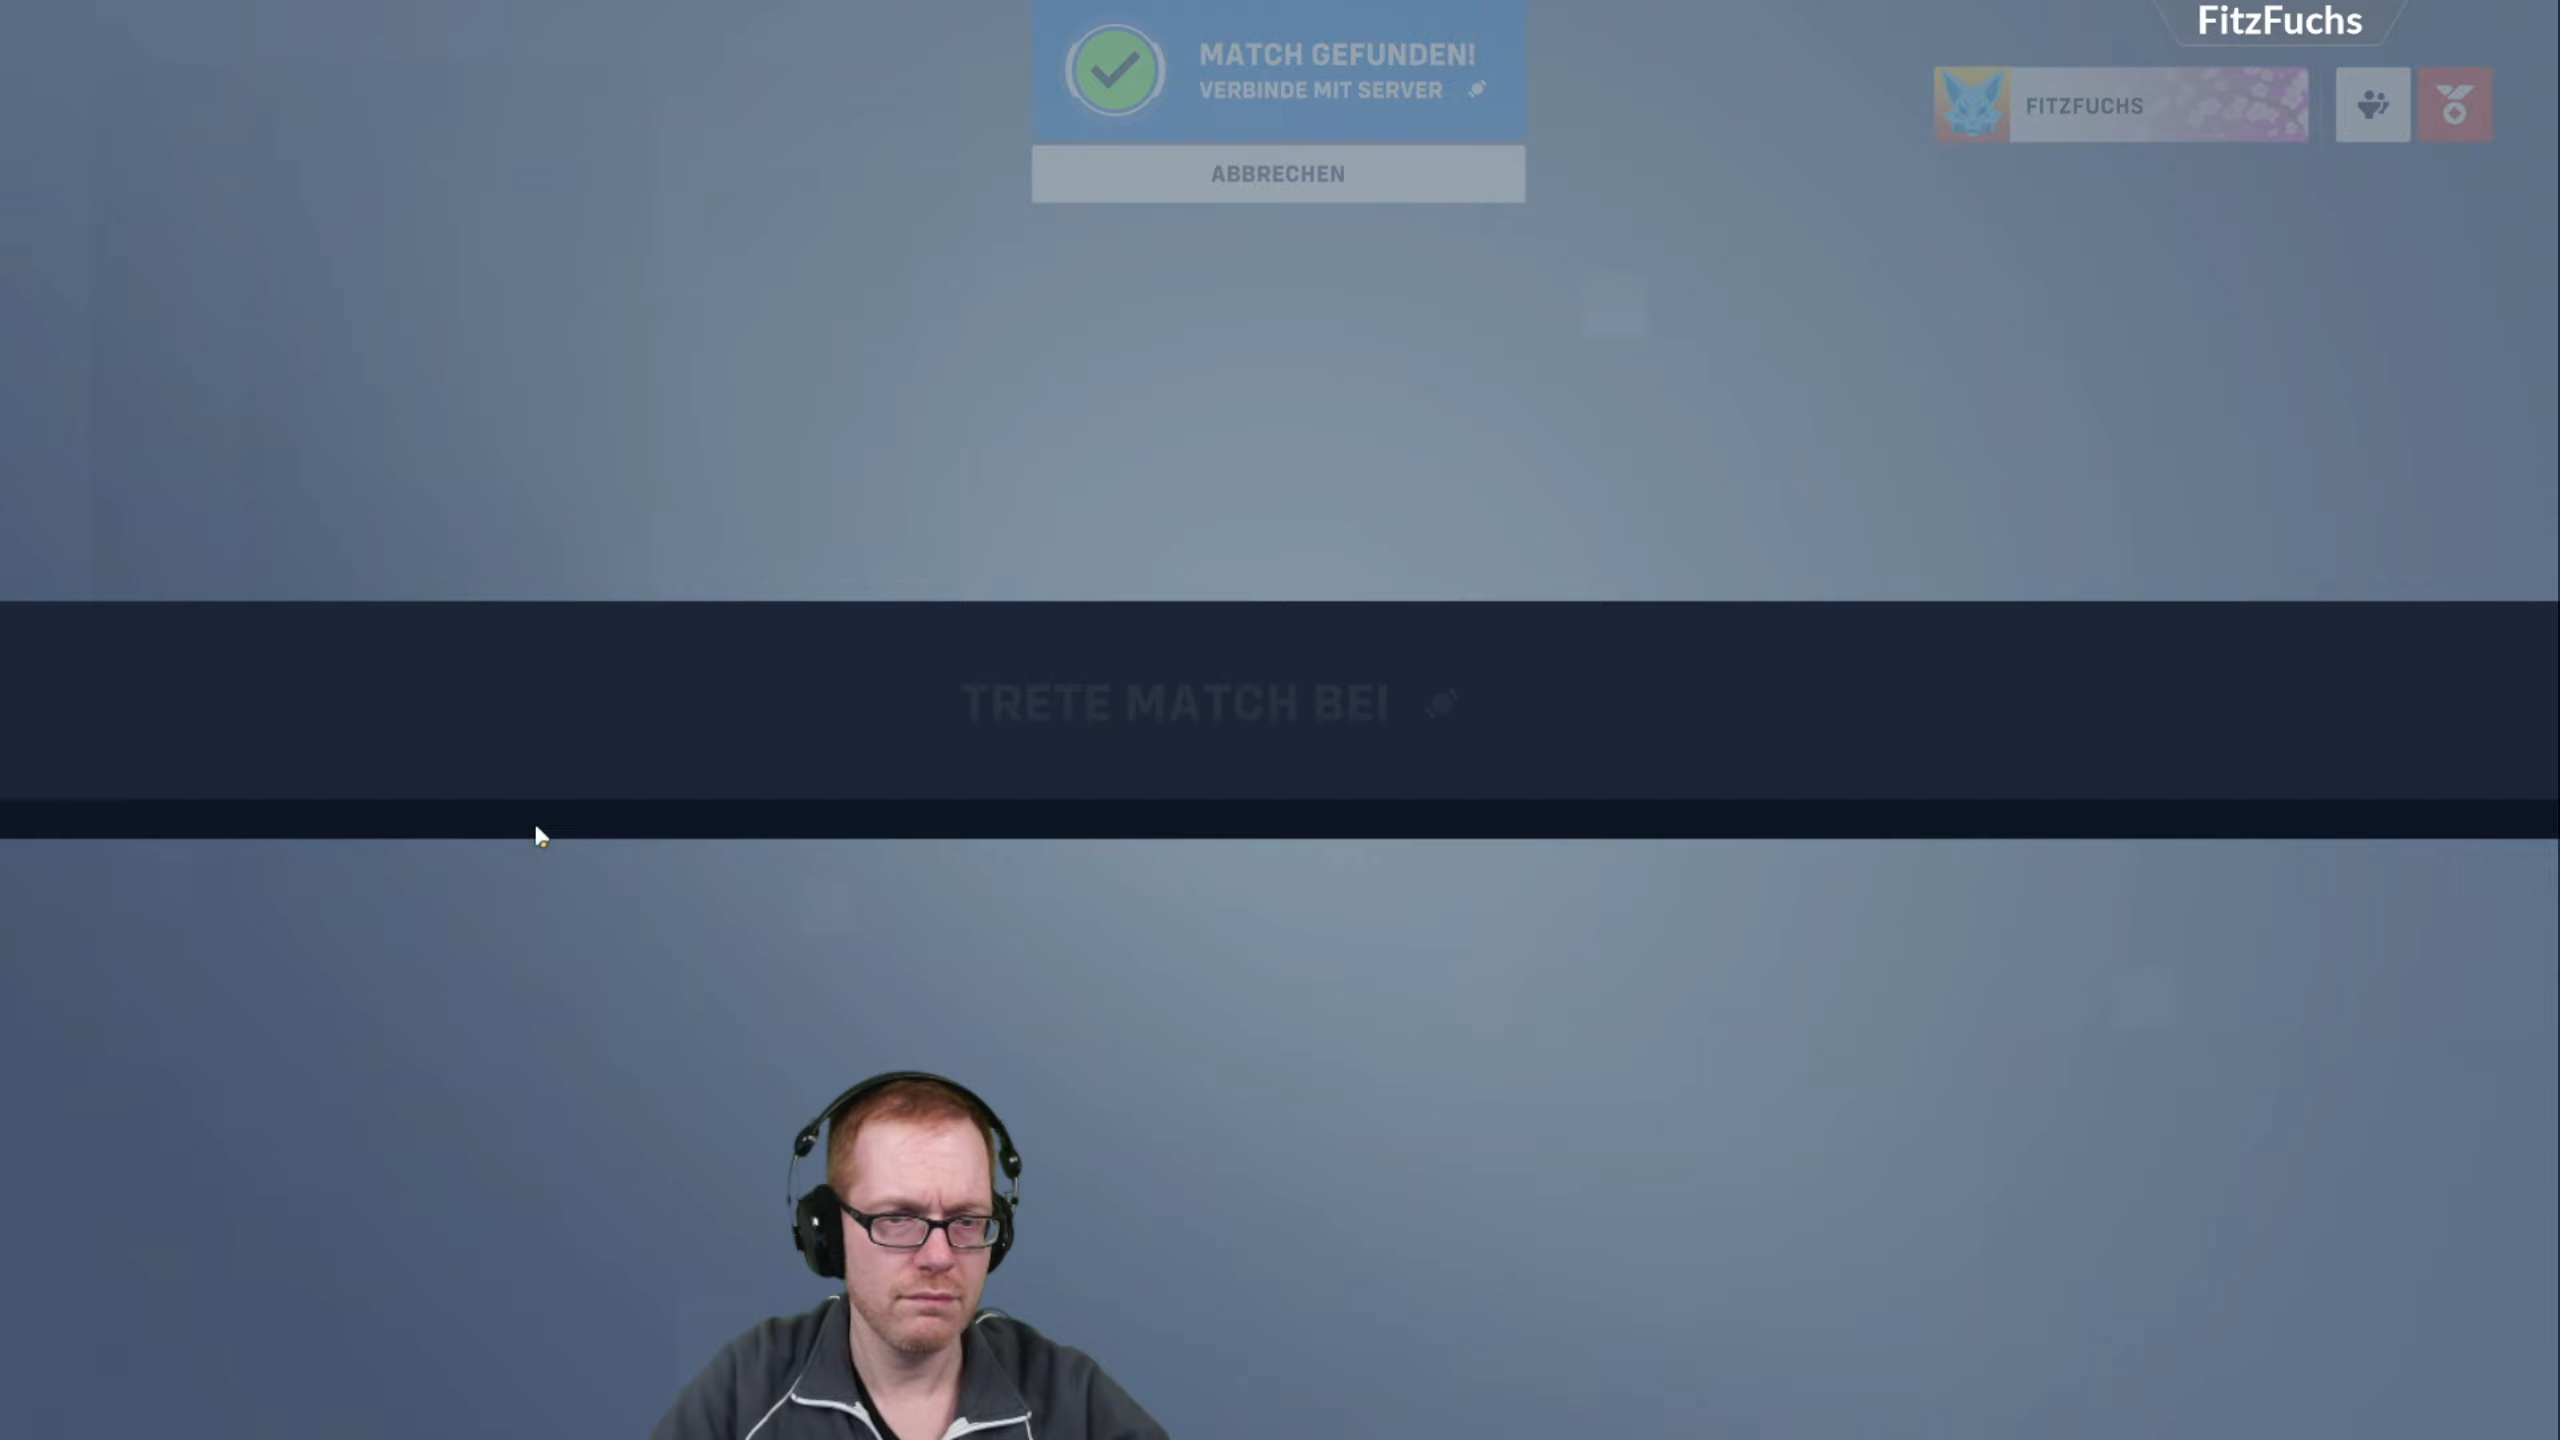 FitzFuchs
MATCH GEFUNDEN!
VERBINDE MIT SERVER
FITZFUCHS
ABBRECHEN
TRETE MATCH BEI